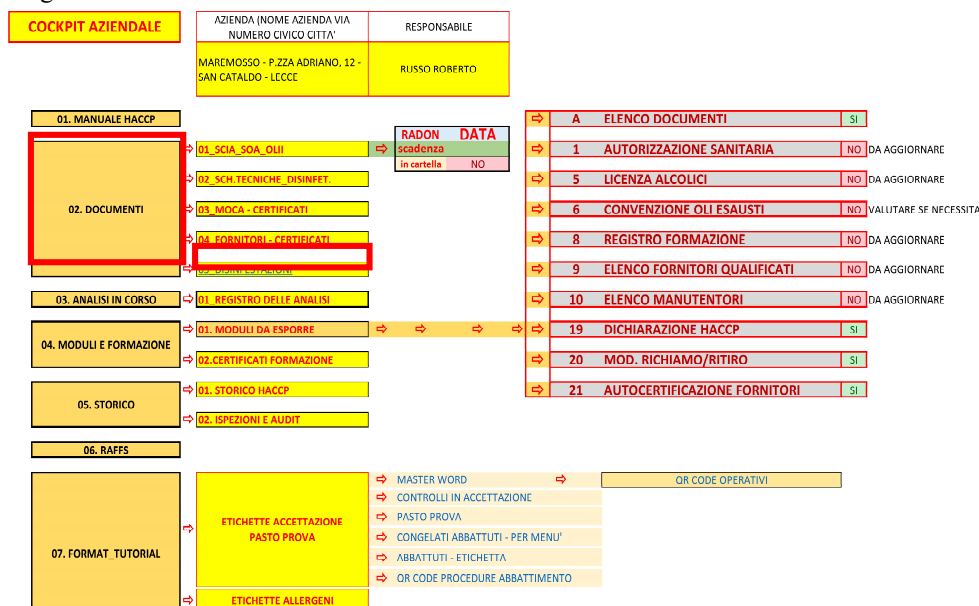 COCKPIT AZIENDALE
AZIENDA (NOME AZIENDA VIA
NUMERO CIVICO CITTA'
RESPONSABILE
MAREMOSSO - P.ZZA ADRIANO, 12 -
SAN CATALDO - LECCE
RUSSO ROBERTO
01. MANUALE HACCP
A ELENCO DOCUMENTI SI
RADON DATA
scadenza
in cartella NO
01_SCIA_SOA_OLII
1 AUTORIZZAZIONE SANITARIA NO DA AGGIORNARE
02_SCH.TECNICHE_DISINFET.
5 LICENZA ALCOLICI NO DA AGGIORNARE
02. DOCUMENTI
03_MOCA - CERTIFICATI
6 CONVENZIONE OLI ESAUSTI NO VALUTARE SE NECESSITA
04_FORNITORI - CERTIFICATI
8 REGISTRO FORMAZIONE NO DA AGGIORNARE
05_DISINFESTAZIONI
9 ELENCO FORNITORI QUALIFICATI NO DA AGGIORNARE
03. ANALISI IN CORSO
01_REGISTRO DELLE ANALISI
10 ELENCO MANUTENTORI NO DA AGGIORNARE
04. MODULI E FORMAZIONE
01. MODULI DA ESPORRE
19 DICHIARAZIONE HACCP SI
02.CERTIFICATI FORMAZIONE
20 MOD. RICHIAMO/RITIRO SI
05. STORICO
01. STORICO HACCP
21 AUTOCERTIFICAZIONE FORNITORI SI
02. ISPEZIONI E AUDIT
06. RAFFS
07. FORMAT_TUTORIAL
ETICHETTE ACCETTAZIONE
PASTO PROVA
MASTER WORD
QR CODE OPERATIVI
CONTROLLI IN ACCETTAZIONE
PASTO PROVA
CONGELATI ABBATTUTI - PER MENU'
ABBATTUTI - ETICHETTA
QR CODE PROCEDURE ABBATTIMENTO
ETICHETTE ALLERGENI